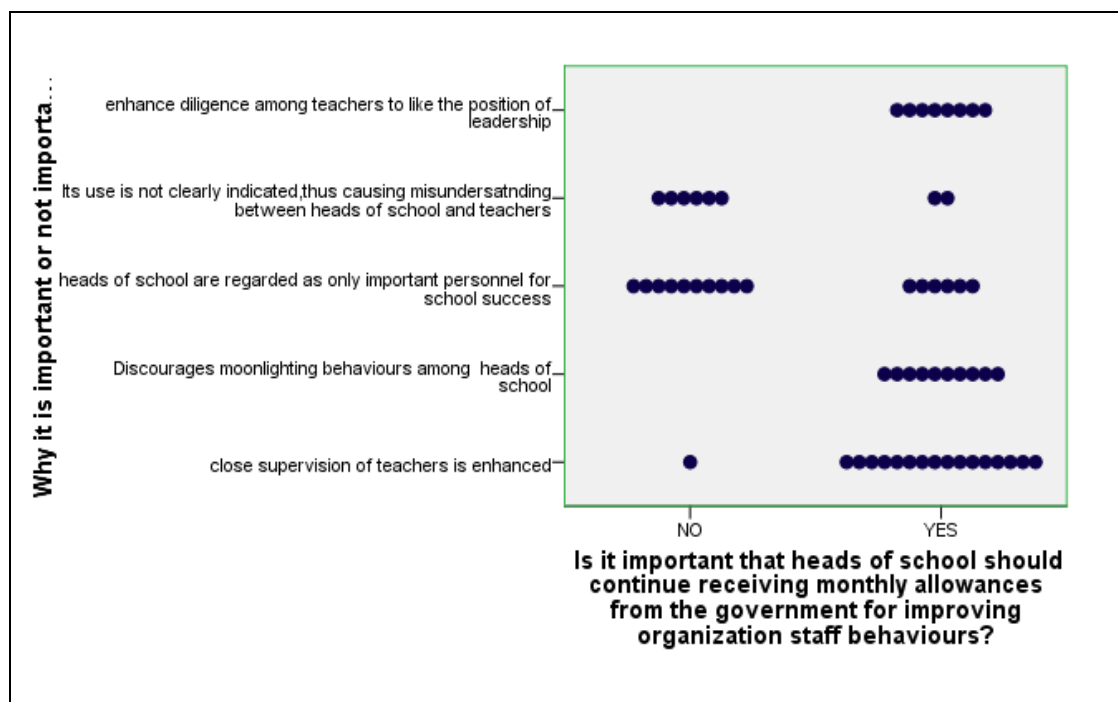 Why it is important or not importa...
enhance diligence among teachers to like the position of
leadership
Its use is not clearly indicated,thus causing misundersatnding
between heads of school and teachers
heads of school are regarded as only important personnel for
school success
Discourages moonlighting behaviours among heads of
school
close supervision of teachers is enhanced
NO
YES
Is it important that heads of school should
continue receiving monthly allowances
from the government for improving
organization staff behaviours?